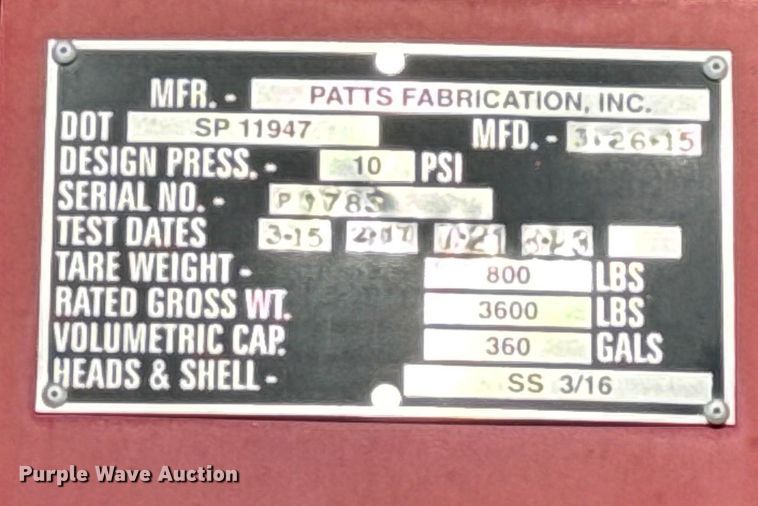 MFR. - PATTS FABRICATION, INC.
DOT SP 11947 MFD. - 3-26-15
DESIGN PRESS. - 10 PSI
SERIAL NO. -
TEST DATES 3-15
TARE WEIGHT - 800 LBS
RATED GROSS WT. 3600 LBS
VOLUMETRIC CAP. 360 GALS
HEADS & SHELL - SS 3/16
Purple Wave Auction